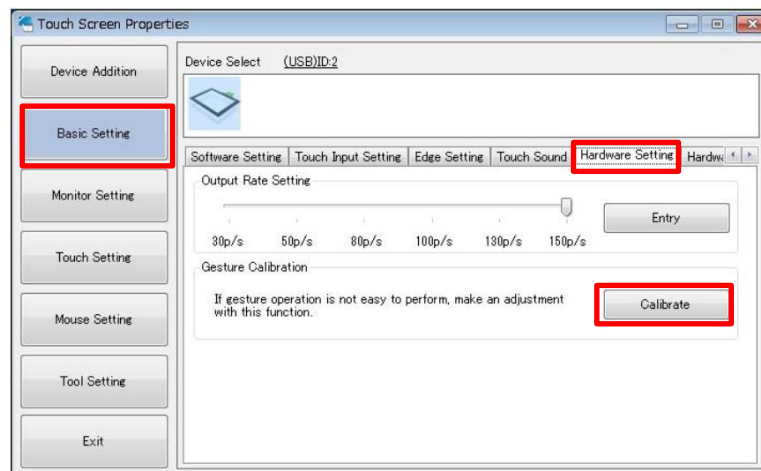 Touch Screen Properties
Device Addition
Basic Setting
Monitor Setting
Touch Setting
Mouse Setting
Tool Setting
Exit
Device Select (USB)ID:2
Software Setting Touch Input Setting Edge Setting Touch Sound Hardware Setting Hardwa
Output Rate Setting
30p/s 50p/s 80p/s 100p/s 130p/s 150p/s
Entry
Gesture Calibration
If gesture operation is not easy to perform, make an adjustment
with this function.
Calibrate